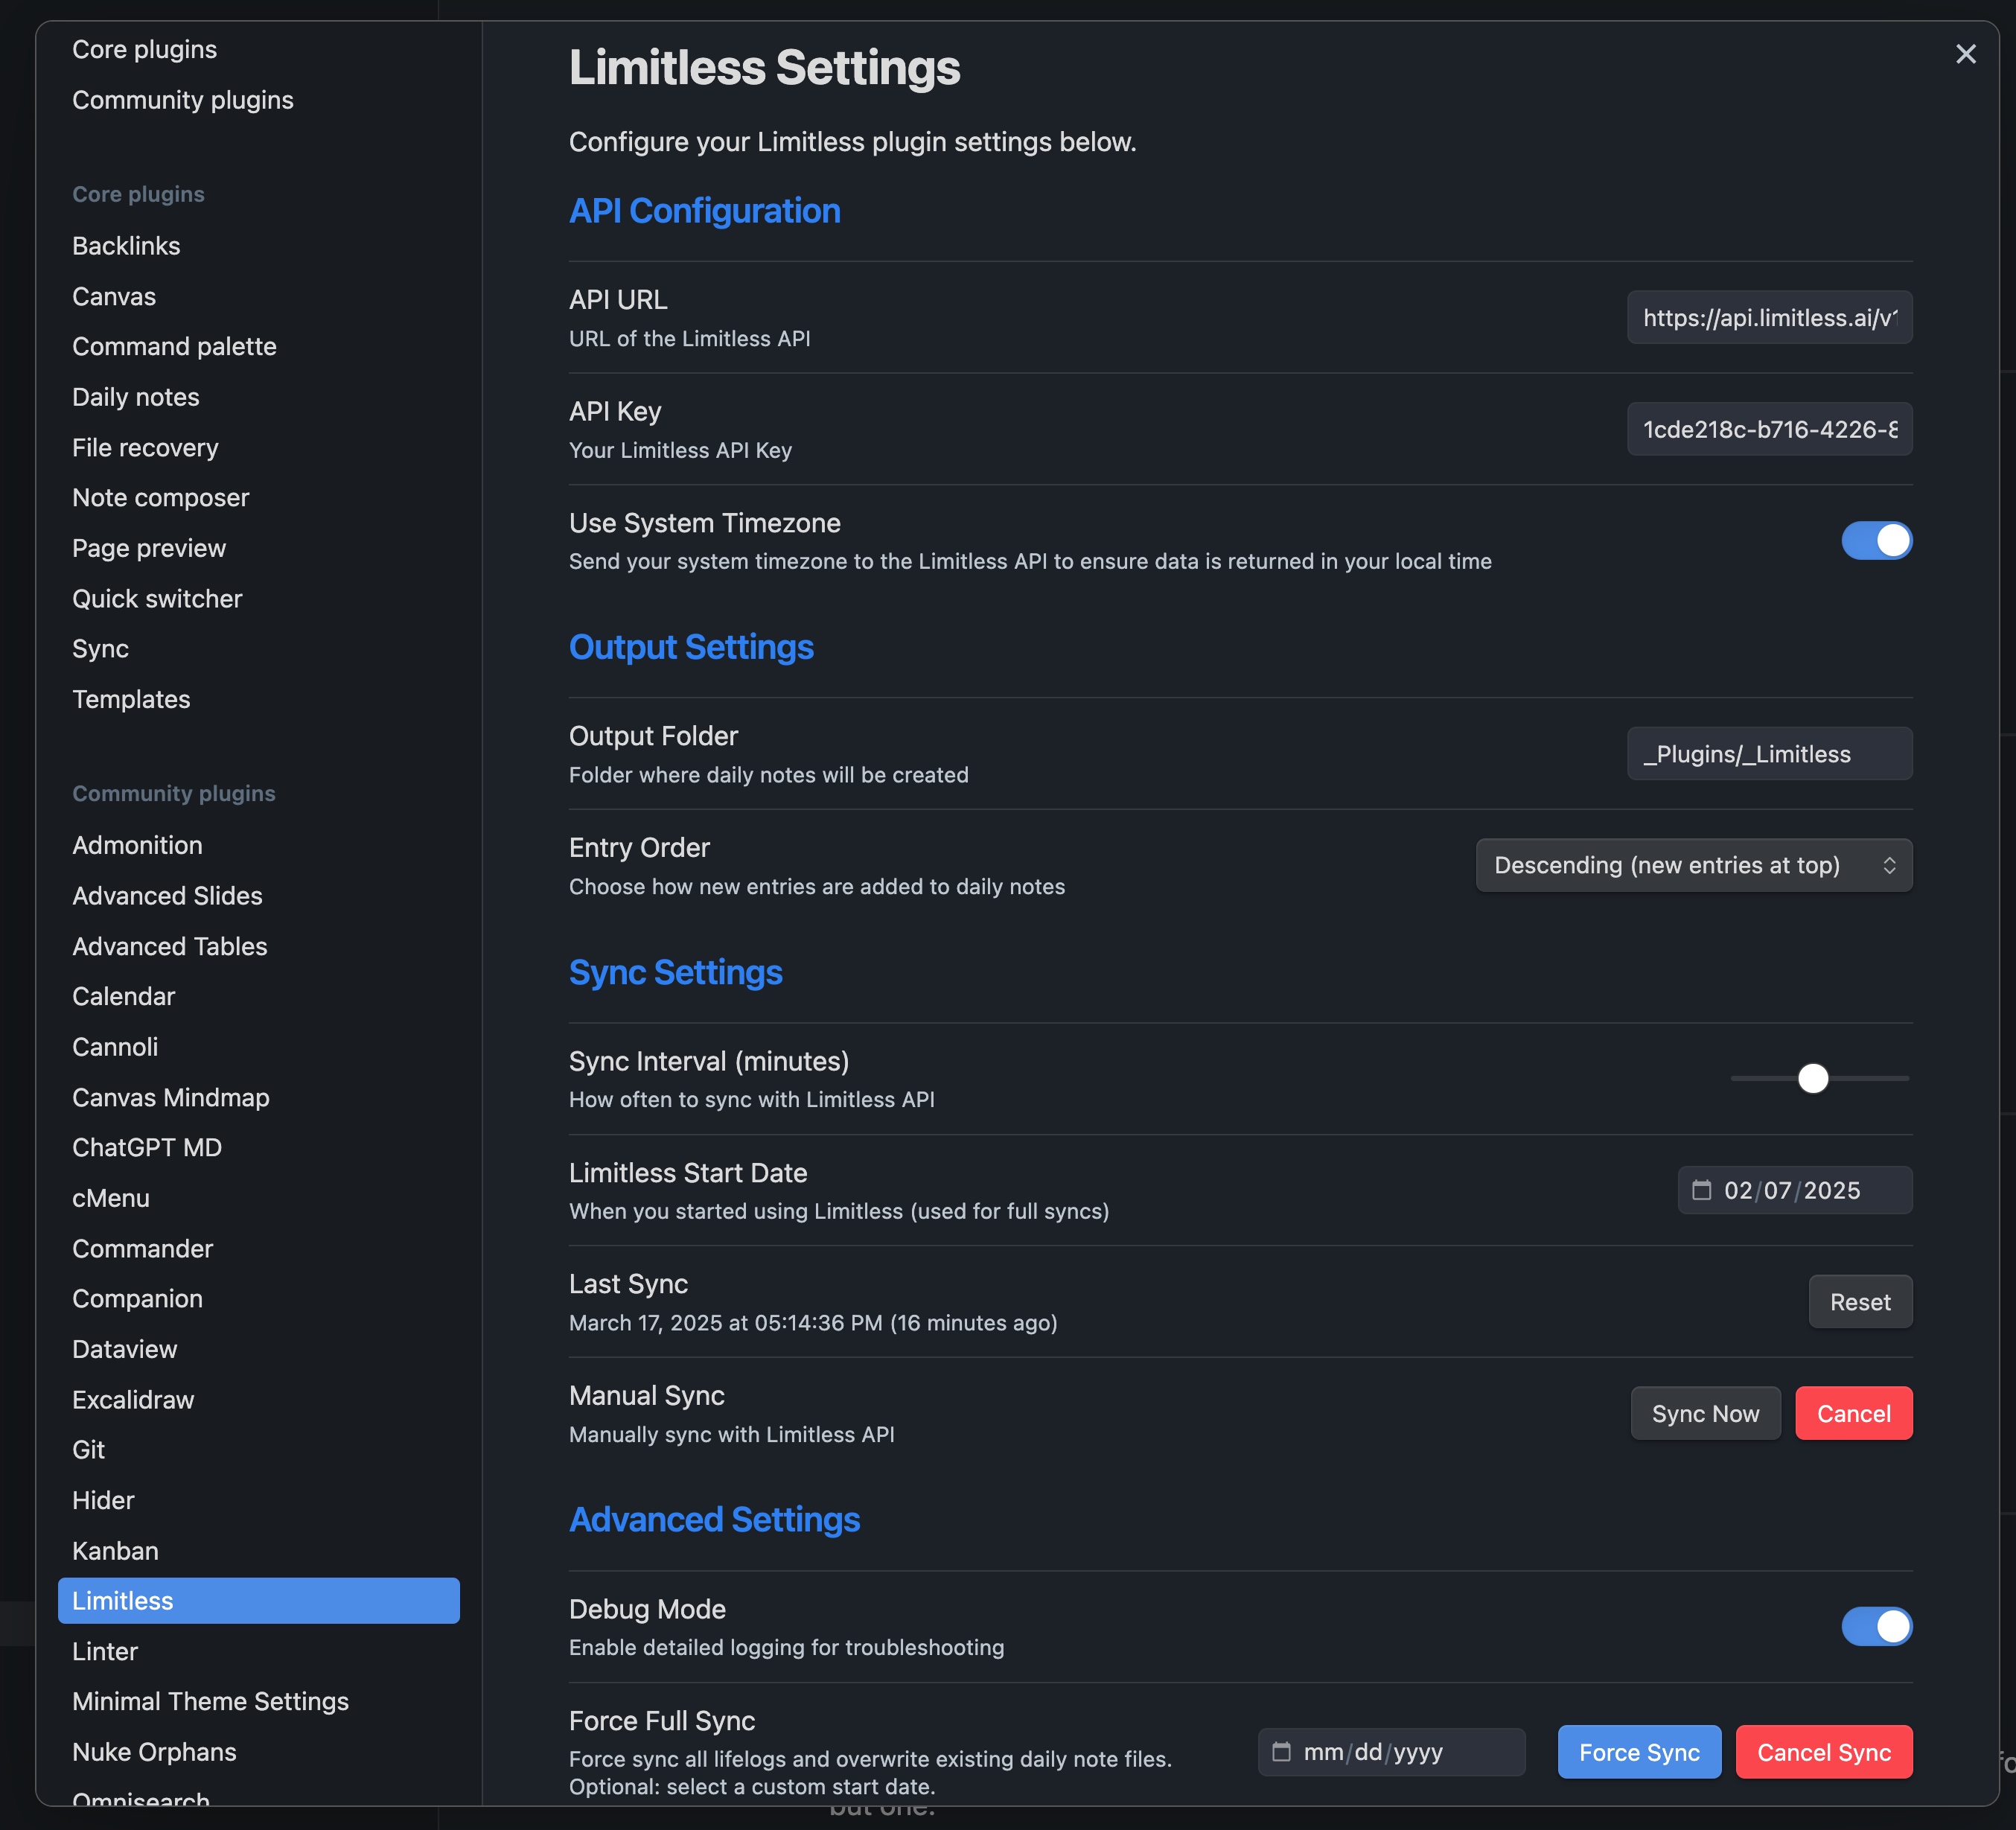 Core plugins
Community plugins
Core plugins
Backlinks
Canvas
Command palette
Daily notes
File recovery
Note composer
Page preview
Quick switcher
Sync
Templates
Community plugins
Admonition
Advanced Slides
Advanced Tables
Calendar
Cannoli
Canvas Mindmap
ChatGPT MD
cMenu
Commander
Companion
Dataview
Excalidraw
Git
Hider
Kanban
Limitless
Linter
Minimal Theme Settings
Nuke Orphans
Omnisearch
Limitless Settings
Configure your Limitless plugin settings below.
API Configuration
API URL
URL of the Limitless API
https://api.limitless.ai/v1
API Key
Your Limitless API Key
1cde218c-b716-4226-8
Use System Timezone
Send your system timezone to the Limitless API to ensure data is returned in your local time
Output Settings
Output Folder
Folder where daily notes will be created
_Plugins/_Limitless
Entry Order
Choose how new entries are added to daily notes
Descending (new entries at top)
Sync Settings
Sync Interval (minutes)
How often to sync with Limitless API
Limitless Start Date
When you started using Limitless (used for full syncs)
02/07/2025
Last Sync
March 17, 2025 at 05:14:36 PM (16 minutes ago)
Reset
Manual Sync
Manually sync with Limitless API
Sync Now
Cancel
Advanced Settings
Debug Mode
Enable detailed logging for troubleshooting
Force Full Sync
Force sync all lifelogs and overwrite existing daily note files.
Optional: select a custom start date.
mm/dd/yyyy
Force Sync
Cancel Sync
but one.